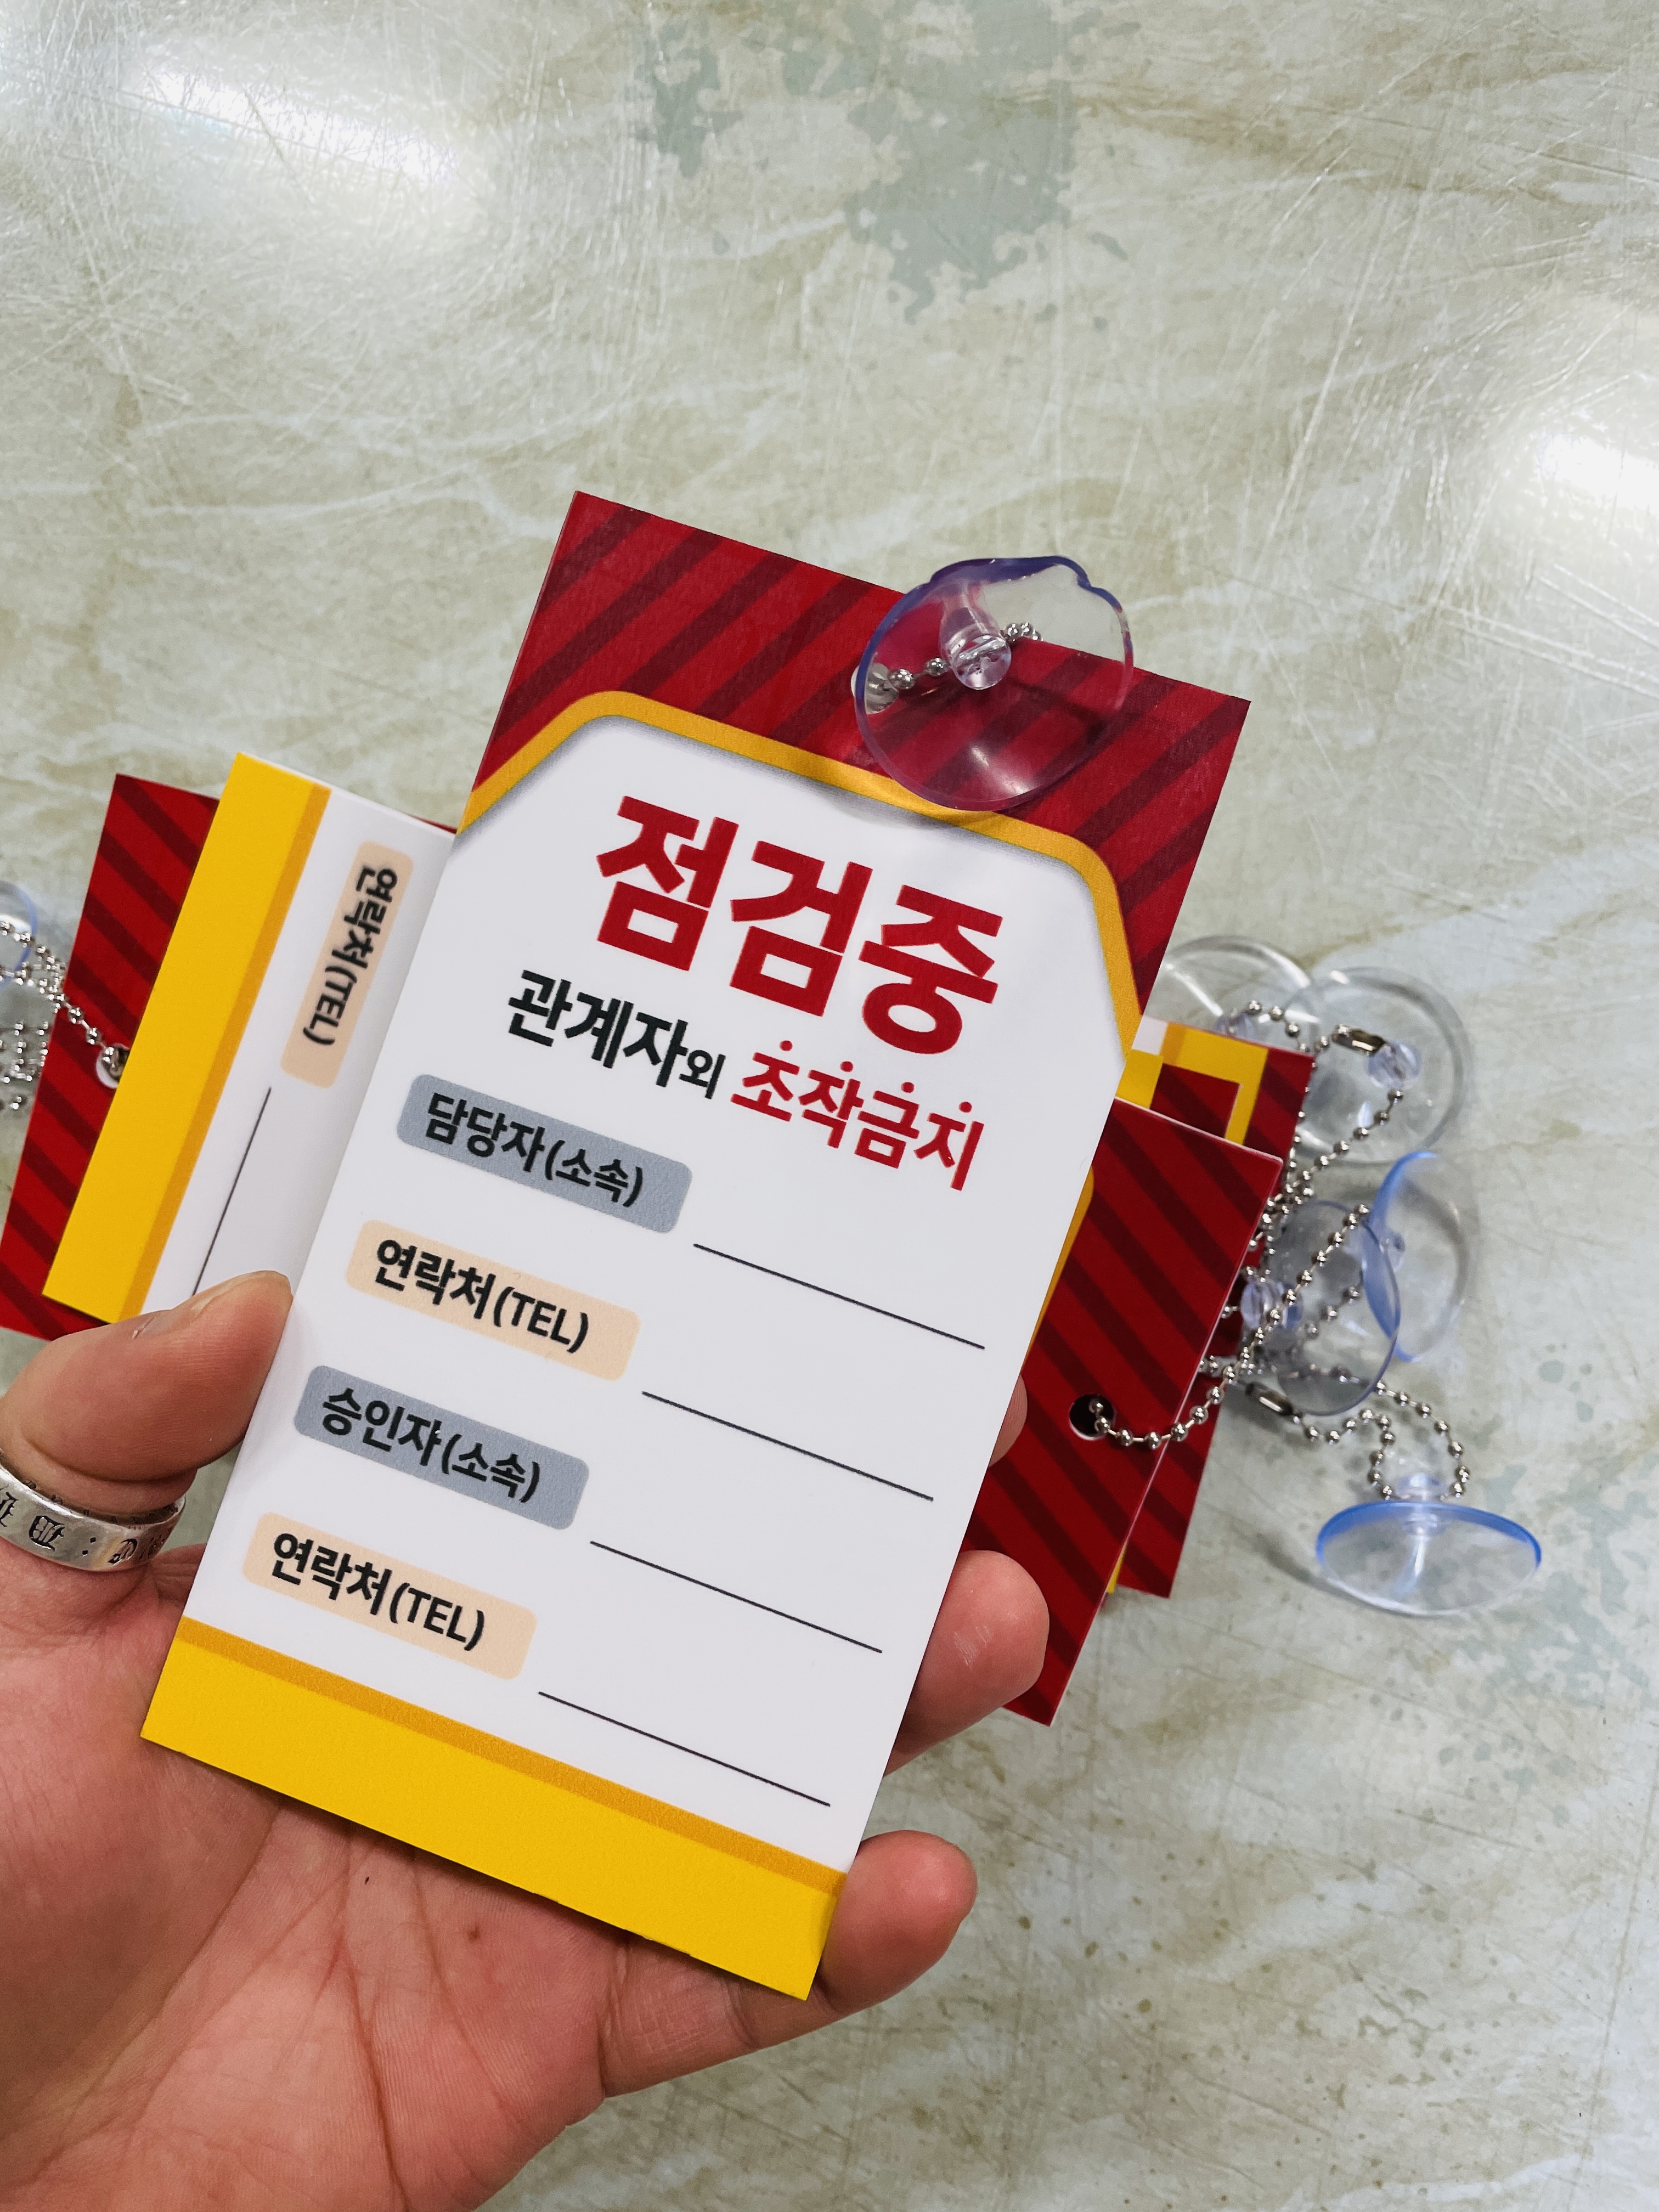 점검중
관계자외 조작금지
담당자(소속)
연락처(TEL)
승인자(소속)
연락처(TEL)
연락처(TEL)